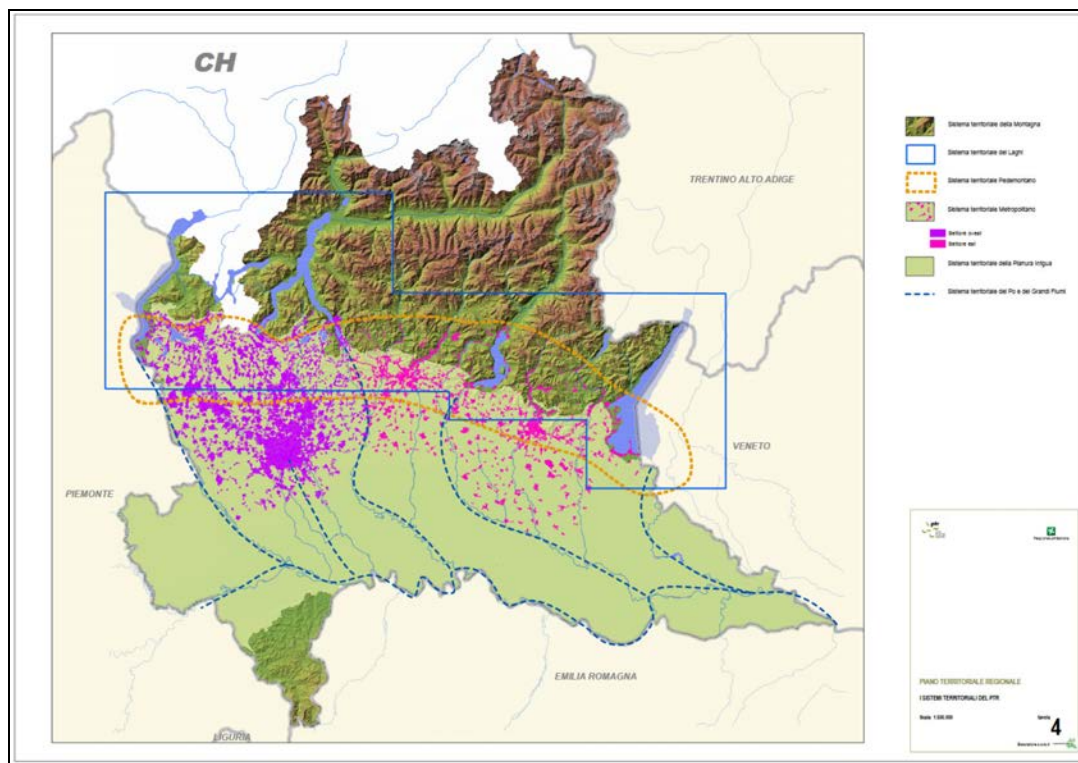 CH
TRENTINO ALTO ADIGE
VENETO
PIEMONTE
EMILIA ROMAGNA
LIGURIA
Sistema territoriale della Montagna
Sistema territoriale dei Laghi
Sistema territoriale Pedemontano
Sistema territoriale Metropolitano
Settore ovest
Settore est
Sistema territoriale della Pianura Irrigua
Sistema territoriale del Po e dei Grandi Fiumi
ptr
PIANO TERRITORIALE REGIONALE
I SISTEMI TERRITORIALI DEL PTR
tavola
4